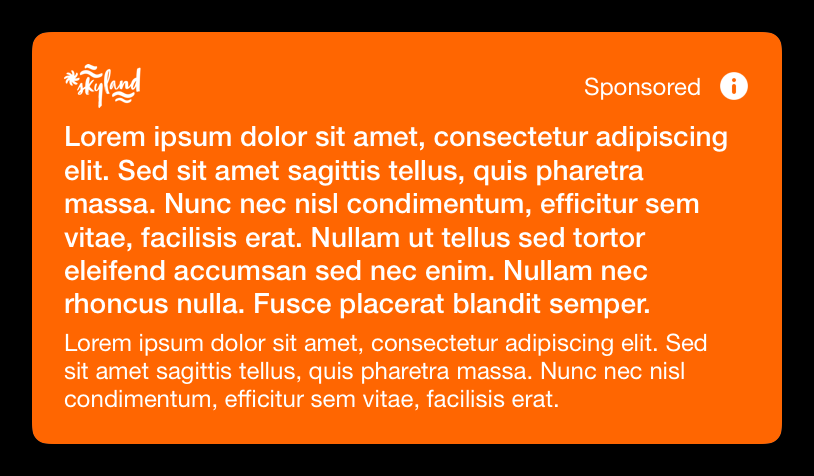 skyland
Sponsored
Lorem ipsum dolor sit amet, consectetur adipiscing
elit. Sed sit amet sagittis tellus, quis pharetra
massa. Nunc nec nisl condimentum, efficitur sem
vitae, facilisis erat. Nullam ut tellus sed tortor
eleifend accumsan sed nec enim. Nullam nec
rhoncus nulla. Fusce placerat blandit semper.
Lorem ipsum dolor sit amet, consectetur adipiscing elit. Sed
sit amet sagittis tellus, quis pharetra massa. Nunc nec nisl
condimentum, efficitur sem vitae, facilisis erat.